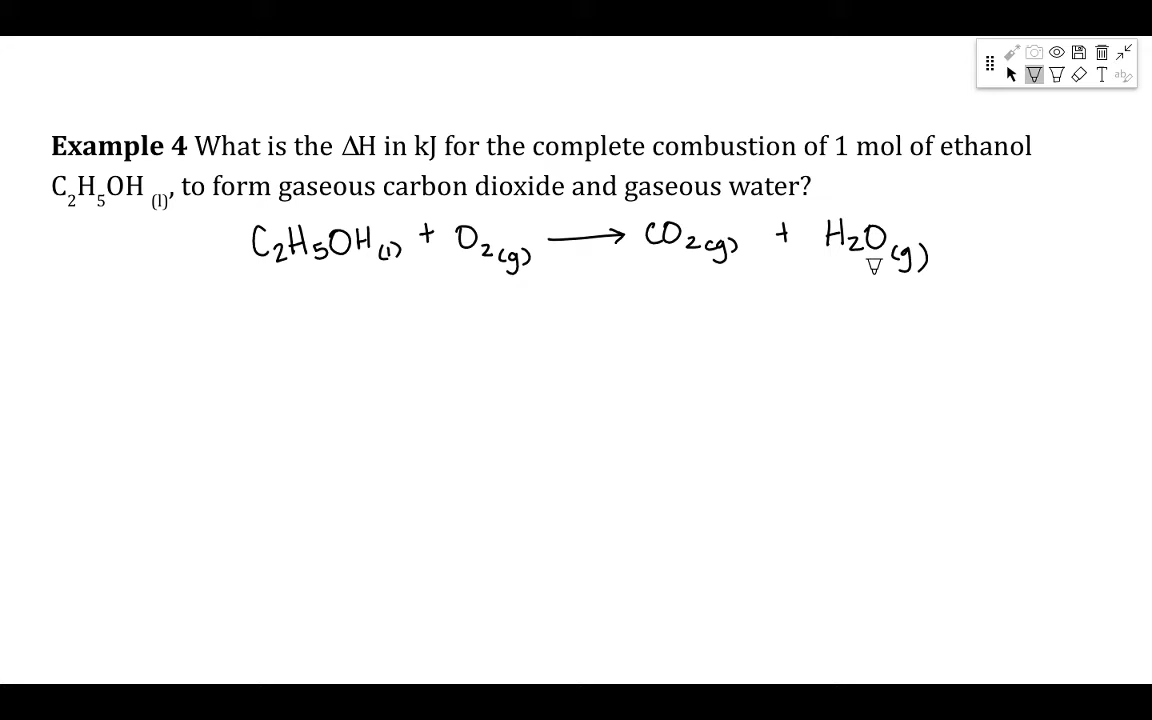 Example 4 What is the ΔH in kJ for the complete combustion of 1 mol of ethanol
C₂H₅OH ₍ₗ₎, to form gaseous carbon dioxide and gaseous water?
C₂H₅OH₍ₗ₎ + O₂(g) ⟶ CO₂(g) + H₂O(g)
T
ab